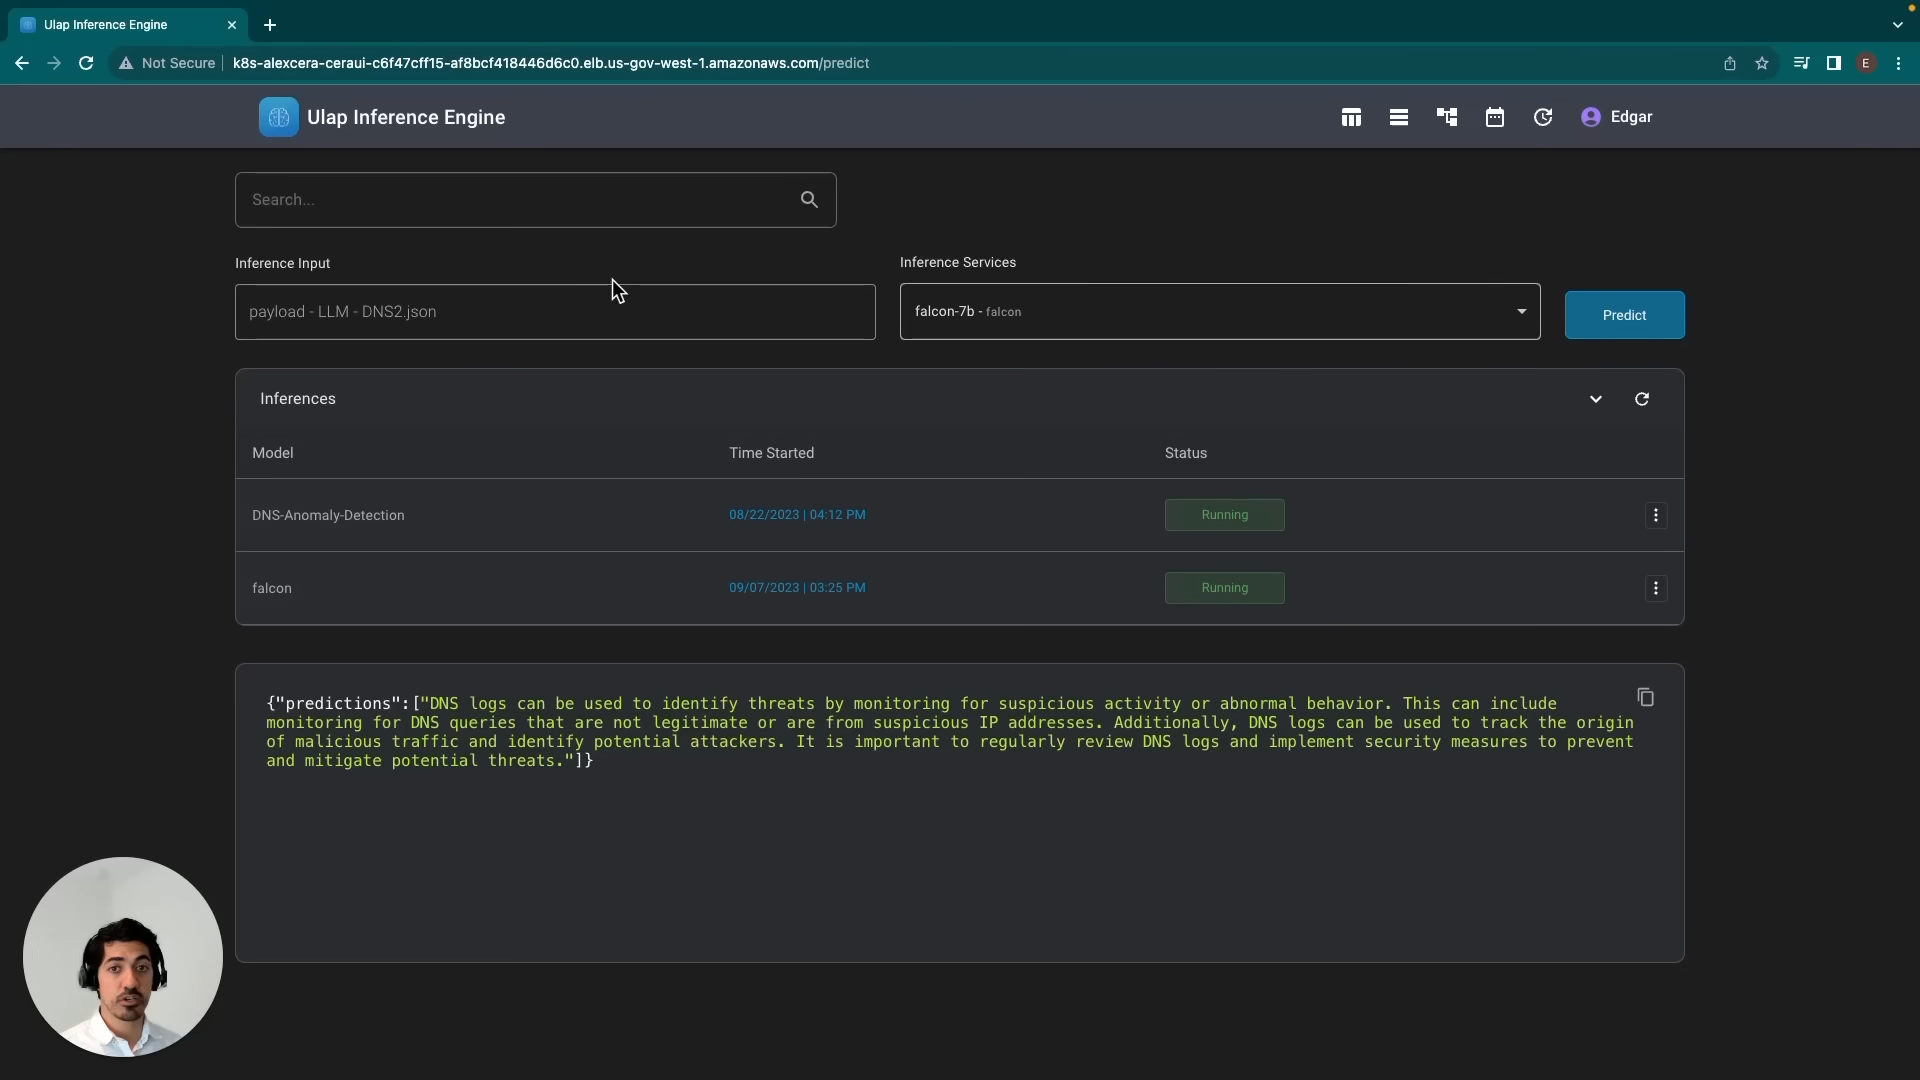 Ulap Inference Engine
Not Secure
k8s-alexcera-ceraui-c6f47cff15-af8bcf418446d6c0.elb.us-gov-west-1.amazonaws.com/predict
E
Ulap Inference Engine
Edgar
Search...
Inference Input
Inference Services
payload - LLM - DNS2.json
falcon-7b - falcon
Predict
Inferences
Model Time Started Status
DNS-Anomaly-Detection 08/22/2023 | 04:12 PM Running
falcon 09/07/2023 | 03:25 PM Running
{"predictions":["DNS logs can be used to identify threats by monitoring for suspicious activity or abnormal behavior. This can include
monitoring for DNS queries that are not legitimate or are from suspicious IP addresses. Additionally, DNS logs can be used to track the origin
of malicious traffic and identify potential attackers. It is important to regularly review DNS logs and implement security measures to prevent
and mitigate potential threats."]}